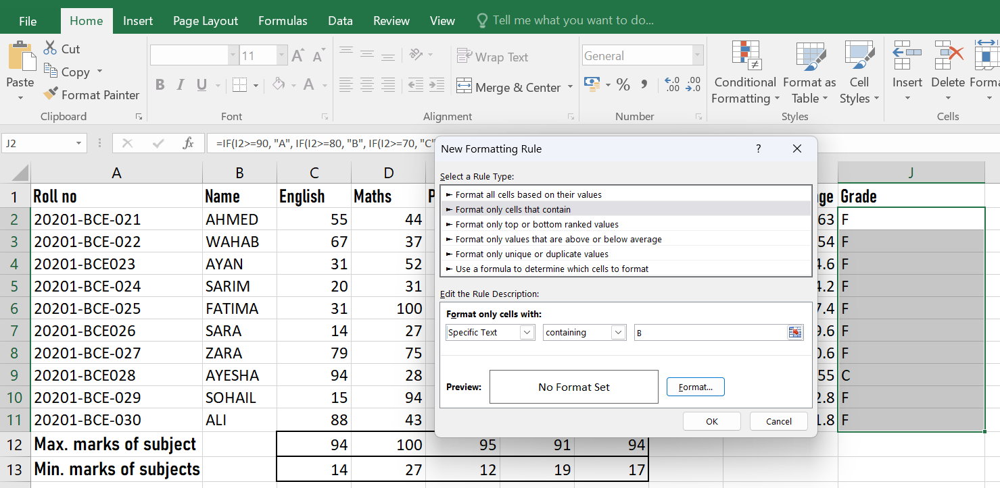 File Home Insert Page Layout Formulas Data Review View Tell me what you want to do...
Cut
Copy
Format Painter
Paste
Clipboard
11 A A
B I U A
Font
Wrap Text
Merge & Center
Alignment
General
% , .0 .00 .00 .0
Number
Conditional Formatting
Format as Table
Cell Styles
Styles
Insert Delete Forma
Cells
J2 fx =IF(I2>=90, "A", IF(I2>=80, "B", IF(I2>=70, "C"
New Formatting Rule ?
Select a Rule Type:
► Format all cells based on their values
► Format only cells that contain
► Format only top or bottom ranked values
► Format only values that are above or below average
► Format only unique or duplicate values
► Use a formula to determine which cells to format
Edit the Rule Description:
Format only cells with:
Specific Text containing B
Preview: No Format Set Format...
OK Cancel
A B C D J
1 Roll no Name English Maths P ge Grade
2 20201-BCE-021 AHMED 55 44 63 F
3 20201-BCE-022 WAHAB 67 37 54 F
4 20201-BCE023 AYAN 31 52 4.6 F
5 20201-BCE-024 SARIM 20 31 4.2 F
6 20201-BCE-025 FATIMA 31 100 7.4 F
7 20201-BCE026 SARA 14 27 9.6 F
8 20201-BCE-027 ZARA 79 75 0.6 F
9 20201-BCE028 AYESHA 94 28 55 C
10 20201-BCE-029 SOHAIL 15 94 2.8 F
11 20201-BCE-030 ALI 88 43 1.8 F
12 Max. marks of subject 94 100 95 91 94
13 Min. marks of subjects 14 27 12 19 17